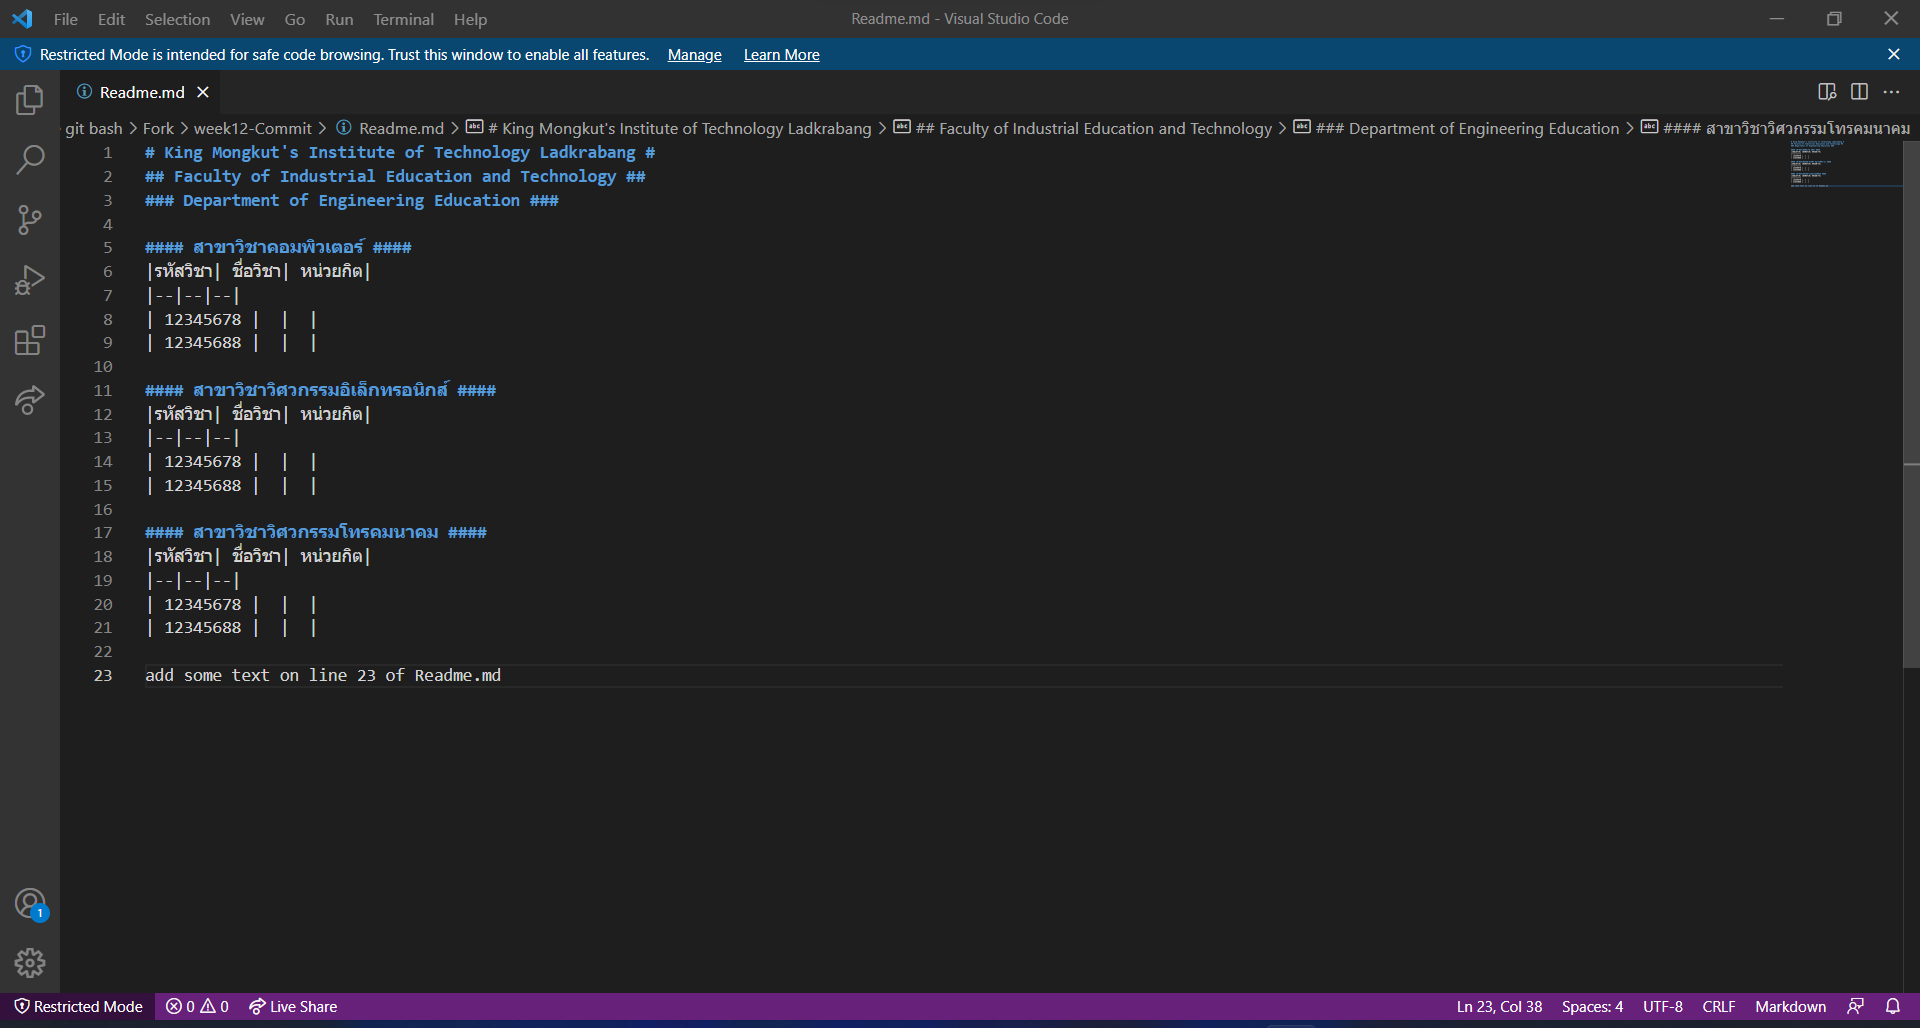 File Edit Selection View Go Run Terminal Help
Readme.md - Visual Studio Code
Restricted Mode is intended for safe code browsing. Trust this window to enable all features. Manage Learn More
Readme.md
git bash > Fork > week12-Commit > Readme.md > # King Mongkut's Institute of Technology Ladkrabang > ## Faculty of Industrial Education and Technology > ### Department of Engineering Education > #### สาขาวิชาวิศวกรรมโทรคมนาคม
1 # King Mongkut's Institute of Technology Ladkrabang #
2 ## Faculty of Industrial Education and Technology ##
3 ### Department of Engineering Education ###
4
5 #### สาขาวิชาคอมพิวเตอร์ ####
6 |รหัสวิชา| ชื่อวิชา| หน่วยกิต|
7 |--|--|--|
8 | 12345678 |  |  |
9 | 12345688 |  |  |
10
11 #### สาขาวิชาวิศวกรรมอิเล็กทรอนิกส์ ####
12 |รหัสวิชา| ชื่อวิชา| หน่วยกิต|
13 |--|--|--|
14 | 12345678 |  |  |
15 | 12345688 |  |  |
16
17 #### สาขาวิชาวิศวกรรมโทรคมนาคม ####
18 |รหัสวิชา| ชื่อวิชา| หน่วยกิต|
19 |--|--|--|
20 | 12345678 |  |  |
21 | 12345688 |  |  |
22
23 add some text on line 23 of Readme.md
1
Restricted Mode 0 0 Live Share
Ln 23, Col 38 Spaces: 4 UTF-8 CRLF Markdown